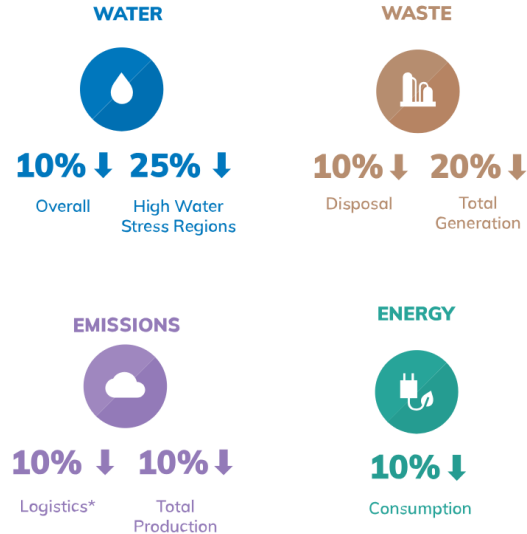 WATER
10% ⬇ 25% ⬇
Overall High Water
Stress Regions
WASTE
10% ⬇ 20% ⬇
Disposal Total
Generation
EMISSIONS
10% ⬇ 10% ⬇
Logistics* Total
Production
ENERGY
10% ⬇
Consumption